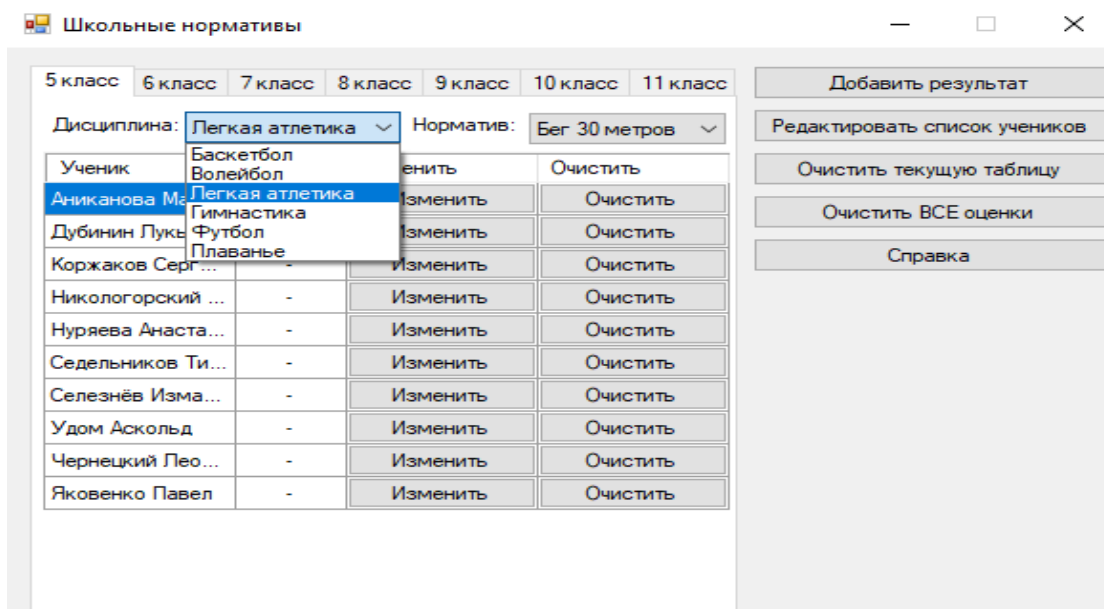 Школьные нормативы
5 класс 6 класс 7 класс 8 класс 9 класс 10 класс 11 класс
Дисциплина: Легкая атлетика Норматив: Бег 30 метров
Баскетбол
Волейбол
Легкая атлетика
Гимнастика
Футбол
Плаванье
Ученик Очистить
Аниканова Изменить Очистить
Дубинин Изменить Очистить
Коржаков Серг... - Изменить Очистить
Никологорский ... - Изменить Очистить
Нуряева Анаста... - Изменить Очистить
Седельников Ти... - Изменить Очистить
Селезнёв Изма... - Изменить Очистить
Удом Аскольд - Изменить Очистить
Чернецкий Лео... - Изменить Очистить
Яковенко Павел - Изменить Очистить
Добавить результат
Редактировать список учеников
Очистить текущую таблицу
Очистить ВСЕ оценки
Справка